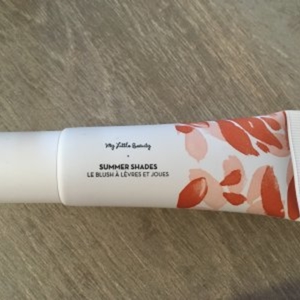 My Little Beauty
SUMMER SHADES
LE BLUSH À LÈVRES ET JOUES